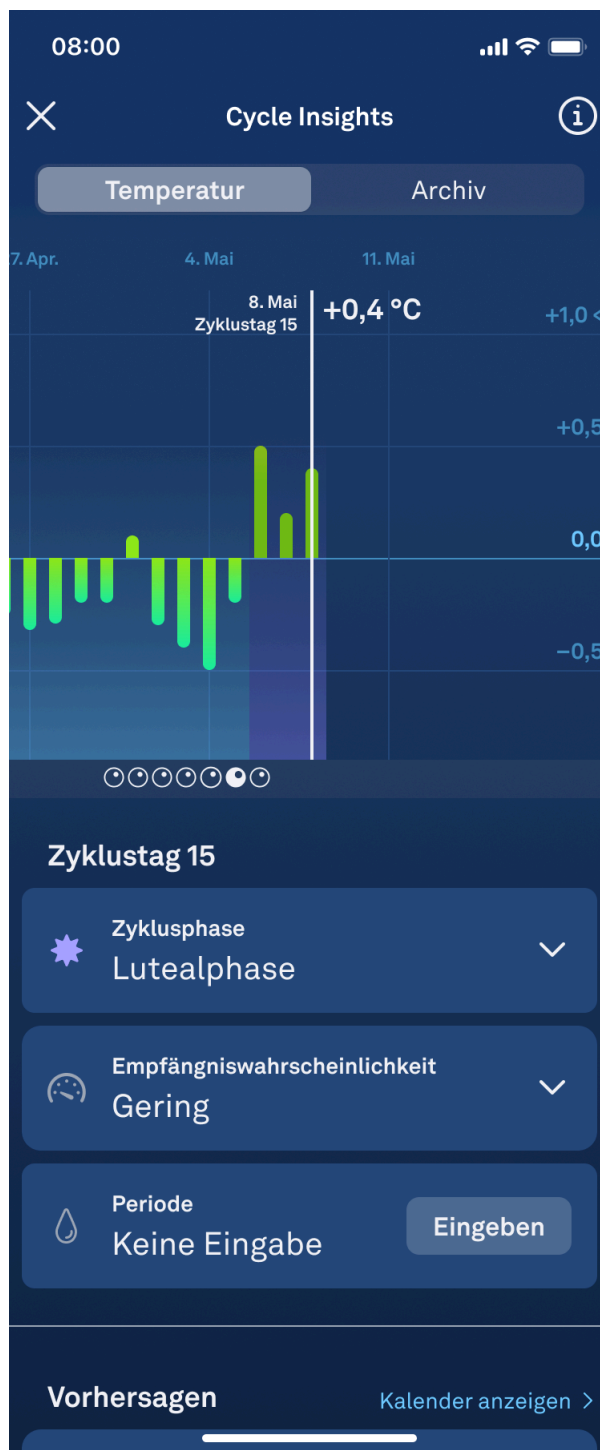 08:00
Cycle Insights
Temperatur
Archiv
7. Apr.
4. Mai
11. Mai
8. Mai
Zyklustag 15
+0,4 °C
+1,0
+0,5
0,0
−0,5
Zyklustag 15
Zyklusphase
Lutealphase
Empfängniswahrscheinlichkeit
Gering
Periode
Keine Eingabe
Eingeben
Vorhersagen
Kalender anzeigen